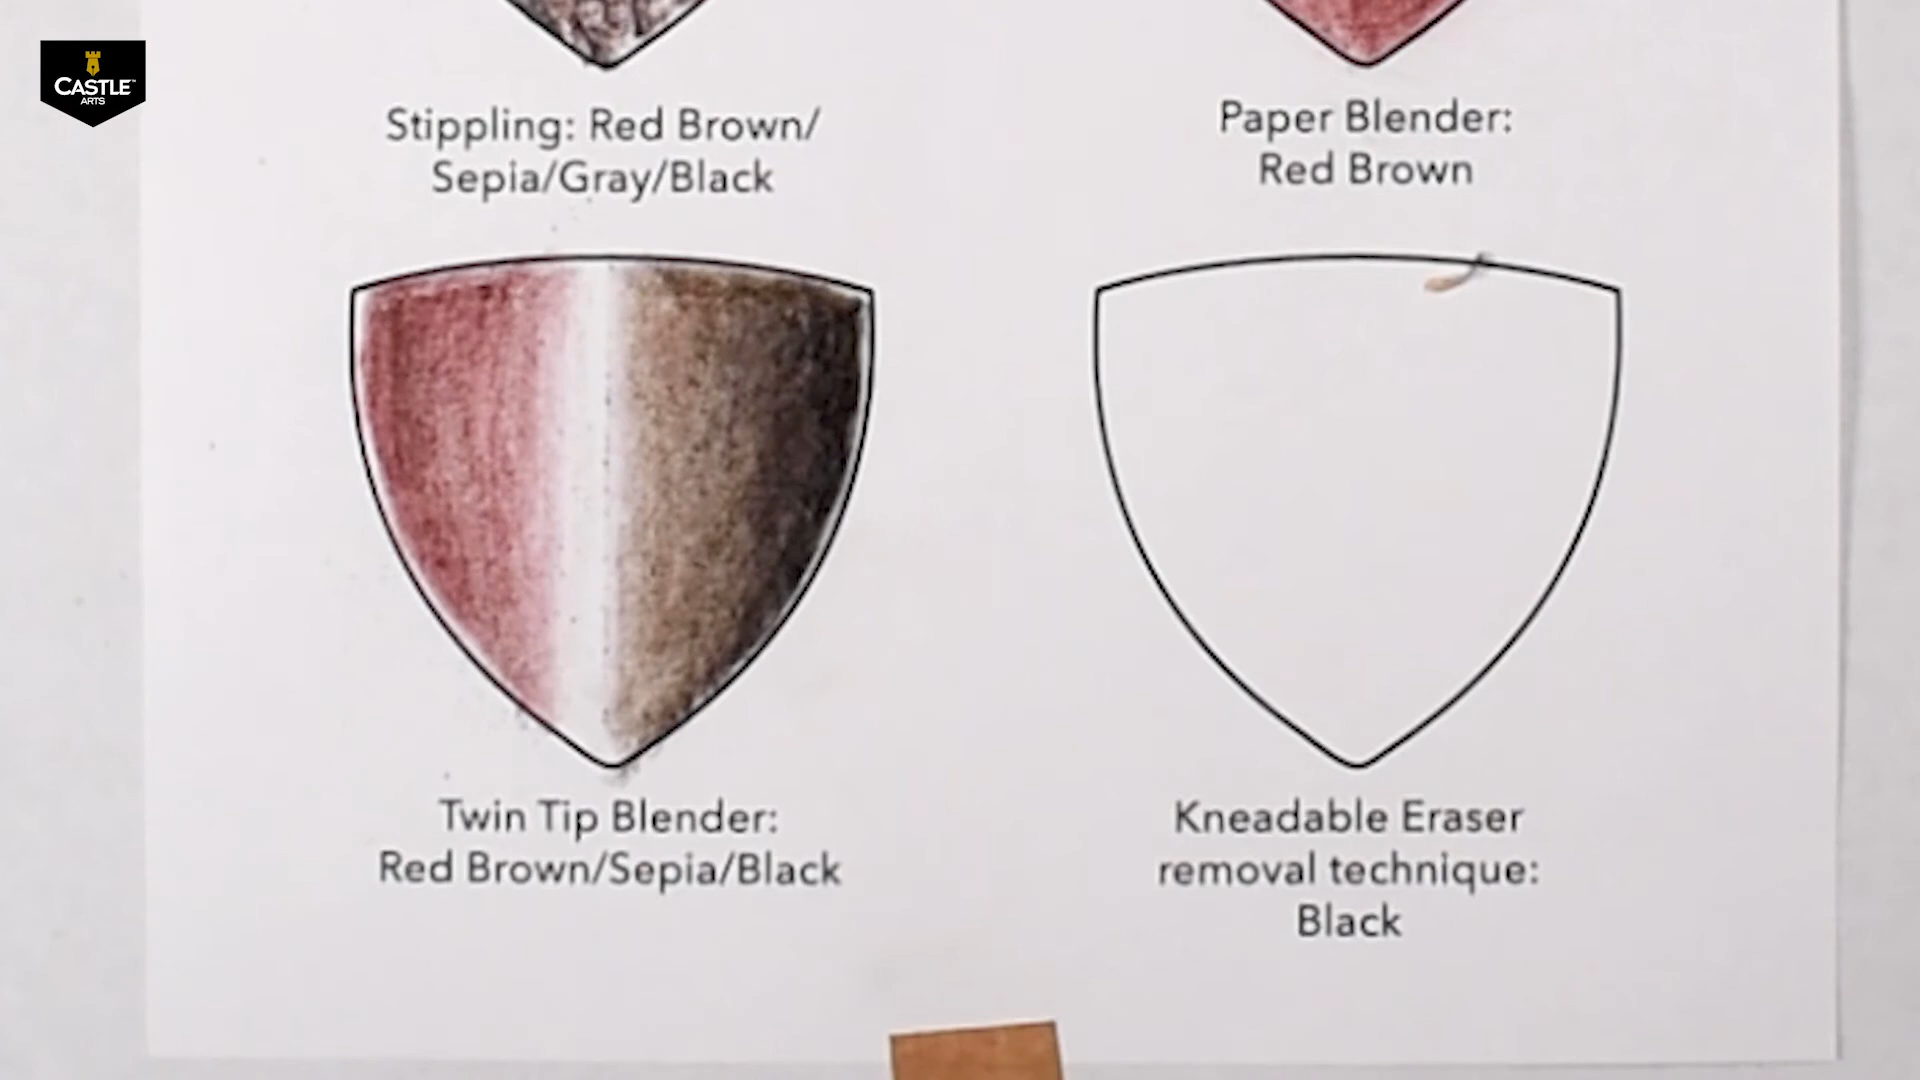 CASTLE™
ARTS
Stippling: Red Brown/
Sepia/Gray/Black
Paper Blender:
Red Brown
Twin Tip Blender:
Red Brown/Sepia/Black
Kneadable Eraser
removal technique:
Black